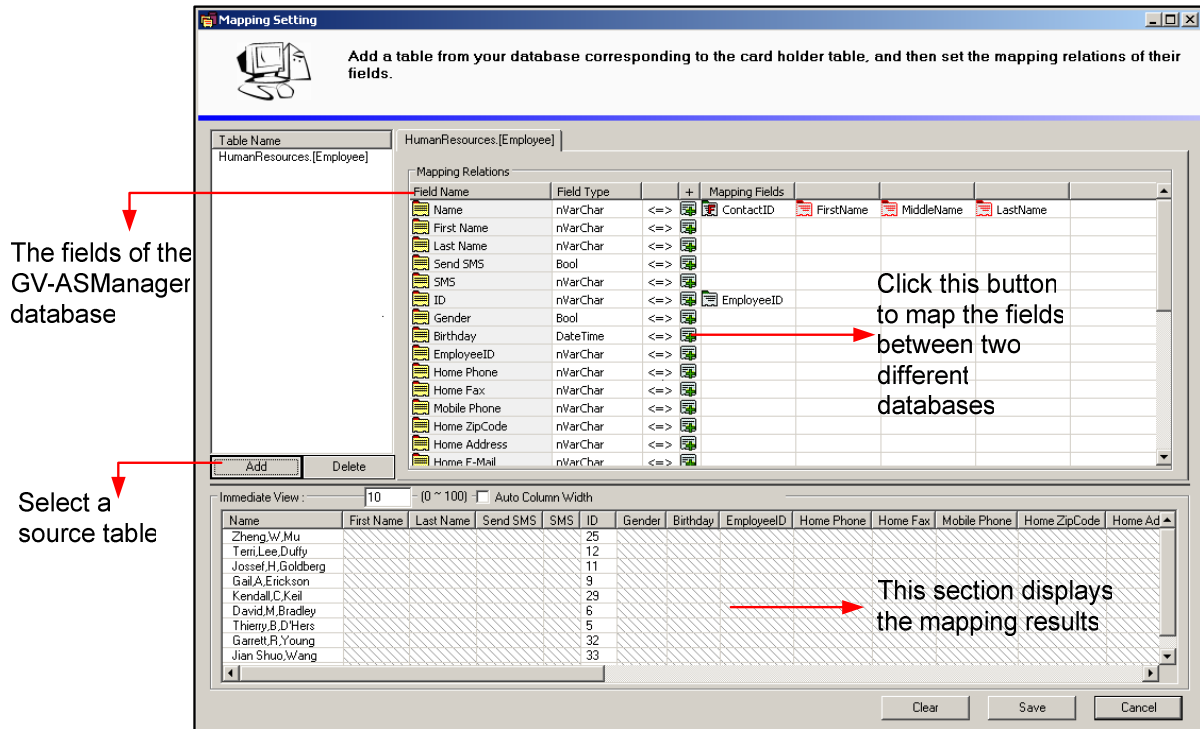 Mapping Setting
Add a table from your database corresponding to the card holder table, and then set the mapping relations of their
fields.
Table Name
HumanResources.[Employee]
HumanResources.[Employee]
Mapping Relations
Field Name Field Type + Mapping Fields
Name nVarChar <=> ContactID FirstName MiddleName LastName
First Name nVarChar <=>
Last Name nVarChar <=>
Send SMS Bool <=>
SMS nVarChar <=>
ID nVarChar <=> EmployeeID
Gender Bool <=>
Birthday DateTime <=>
EmployeeID nVarChar <=>
Home Phone nVarChar <=>
Home Fax nVarChar <=>
Mobile Phone nVarChar <=>
Home ZipCode nVarChar <=>
Home Address nVarChar <=>
Home E-Mail nVarChar <=>
The fields of the
GV-ASManager
database
Click this button
to map the fields
between two
different
databases
Add Delete
Select a
source table
Immediate View : 10 (0 ~ 100) Auto Column Width
Name First Name Last Name Send SMS SMS ID Gender Birthday EmployeeID Home Phone Home Fax Mobile Phone Home ZipCode Home Ad
Zheng,W,Mu 25
Terri,Lee,Duffy 12
Jossef,H,Goldberg 11
Gail,A,Erickson 9
Kendall,C,Keil 29
David,M,Bradley 6
Thierry,B,D'Hers 5
Garrett,R,Young 32
Jian Shuo,Wang 33
This section displays
the mapping results
Clear Save Cancel